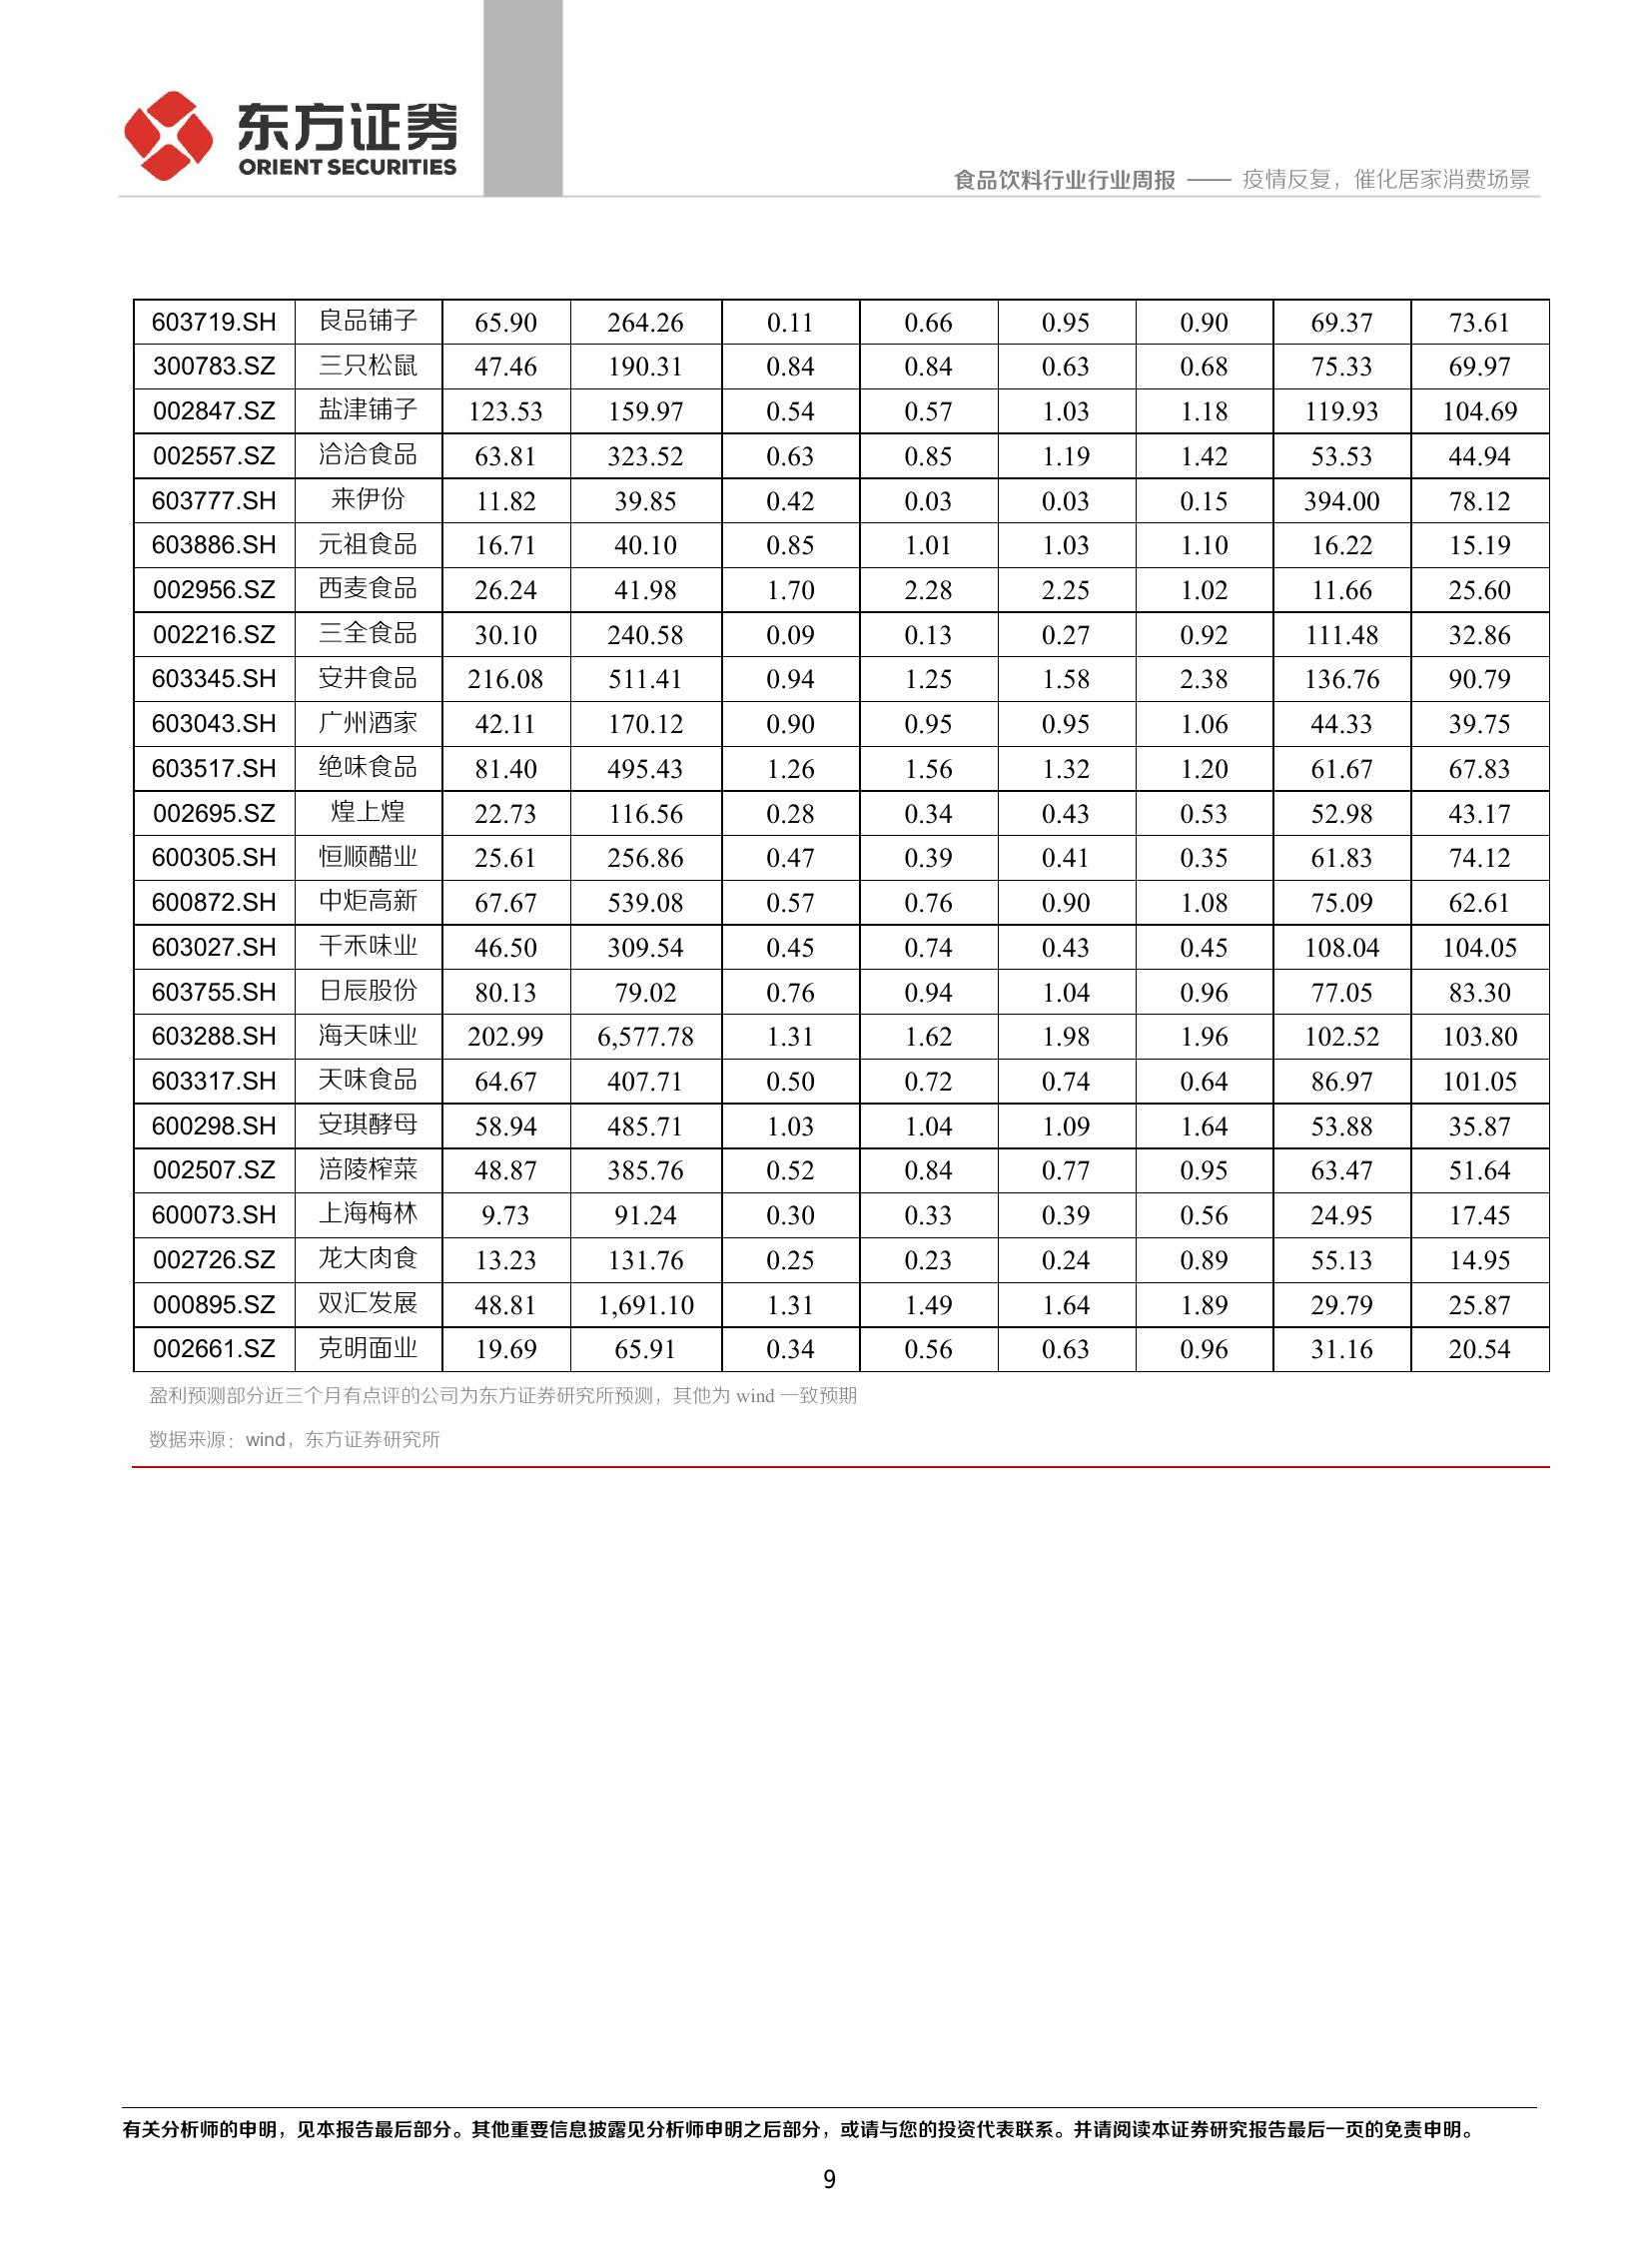 东方证券
ORIENT SECURITIES
食品饮料行业行业周报 —— 疫情反复，催化居家消费场景
603719.SH 良品铺子 65.90 264.26 0.11 0.66 0.95 0.90 69.37 73.61
300783.SZ 三只松鼠 47.46 190.31 0.84 0.84 0.63 0.68 75.33 69.97
002847.SZ 盐津铺子 123.53 159.97 0.54 0.57 1.03 1.18 119.93 104.69
002557.SZ 洽洽食品 63.81 323.52 0.63 0.85 1.19 1.42 53.53 44.94
603777.SH 来伊份 11.82 39.85 0.42 0.03 0.03 0.15 394.00 78.12
603886.SH 元祖食品 16.71 40.10 0.85 1.01 1.03 1.10 16.22 15.19
002956.SZ 西麦食品 26.24 41.98 1.70 2.28 2.25 1.02 11.66 25.60
002216.SZ 三全食品 30.10 240.58 0.09 0.13 0.27 0.92 111.48 32.86
603345.SH 安井食品 216.08 511.41 0.94 1.25 1.58 2.38 136.76 90.79
603043.SH 广州酒家 42.11 170.12 0.90 0.95 0.95 1.06 44.33 39.75
603517.SH 绝味食品 81.40 495.43 1.26 1.56 1.32 1.20 61.67 67.83
002695.SZ 煌上煌 22.73 116.56 0.28 0.34 0.43 0.53 52.98 43.17
600305.SH 恒顺醋业 25.61 256.86 0.47 0.39 0.41 0.35 61.83 74.12
600872.SH 中炬高新 67.67 539.08 0.57 0.76 0.90 1.08 75.09 62.61
603027.SH 千禾味业 46.50 309.54 0.45 0.74 0.43 0.45 108.04 104.05
603755.SH 日辰股份 80.13 79.02 0.76 0.94 1.04 0.96 77.05 83.30
603288.SH 海天味业 202.99 6,577.78 1.31 1.62 1.98 1.96 102.52 103.80
603317.SH 天味食品 64.67 407.71 0.50 0.72 0.74 0.64 86.97 101.05
600298.SH 安琪酵母 58.94 485.71 1.03 1.04 1.09 1.64 53.88 35.87
002507.SZ 涪陵榨菜 48.87 385.76 0.52 0.84 0.77 0.95 63.47 51.64
600073.SH 上海梅林 9.73 91.24 0.30 0.33 0.39 0.56 24.95 17.45
002726.SZ 龙大肉食 13.23 131.76 0.25 0.23 0.24 0.89 55.13 14.95
000895.SZ 双汇发展 48.81 1,691.10 1.31 1.49 1.64 1.89 29.79 25.87
002661.SZ 克明面业 19.69 65.91 0.34 0.56 0.63 0.96 31.16 20.54
盈利预测部分近三个月有点评的公司为东方证券研究所预测，其他为 wind 一致预期
数据来源：wind，东方证券研究所
有关分析师的申明，见本报告最后部分。其他重要信息披露见分析师申明之后部分，或请与您的投资代表联系。并请阅读本证券研究报告最后一页的免责申明。
9